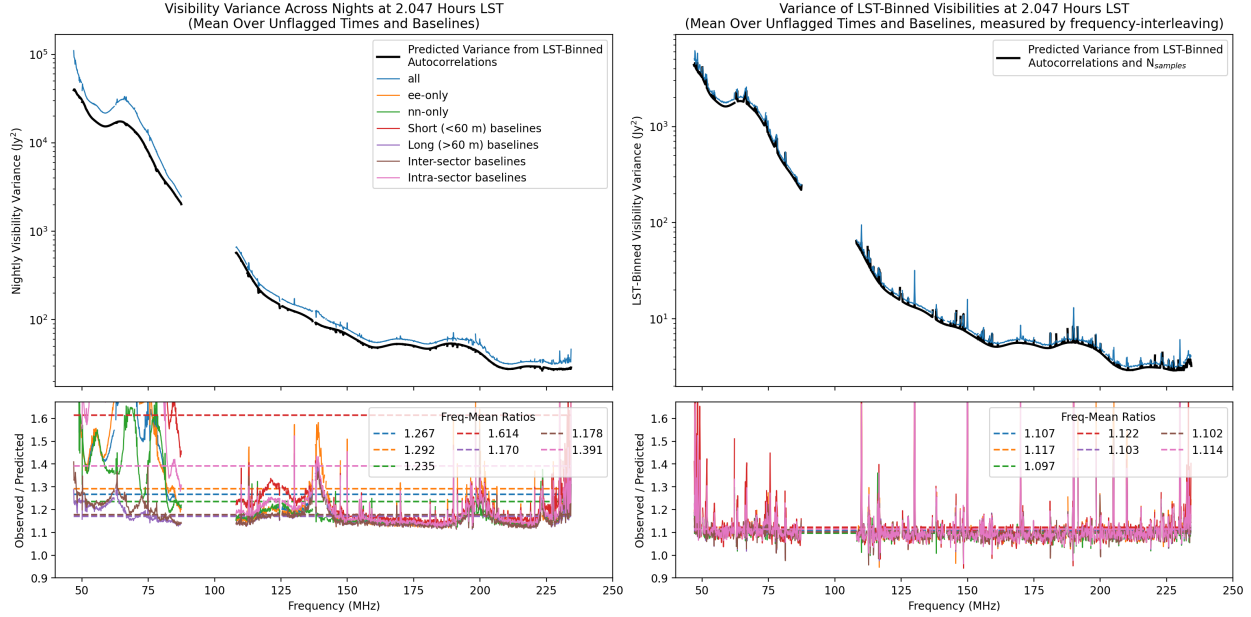 Visibility Variance Across Nights at 2.047 Hours LST
(Mean Over Unflagged Times and Baselines)
Nightly Visibility Variance (Jy²)
10⁵
10⁴
10³
10²
Predicted Variance from LST-Binned
Autocorrelations
all
ee-only
nn-only
Short (<60 m) baselines
Long (>60 m) baselines
Inter-sector baselines
Intra-sector baselines
Observed / Predicted
1.6
1.5
1.4
1.3
1.2
1.1
1.0
0.9
Freq-Mean Ratios
1.267 1.614 1.178
1.292 1.170 1.391
1.235
50 75 100 125 150 175 200 225 250
Frequency (MHz)
Variance of LST-Binned Visibilities at 2.047 Hours LST
(Mean Over Unflagged Times and Baselines, measured by frequency-interleaving)
LST-Binned Visibility Variance (Jy²)
10³
10²
10¹
Predicted Variance from LST-Binned
Autocorrelations and N_samples
Observed / Predicted
1.6
1.5
1.4
1.3
1.2
1.1
1.0
0.9
Freq-Mean Ratios
1.107 1.122 1.102
1.117 1.103 1.114
1.097
50 75 100 125 150 175 200 225 250
Frequency (MHz)